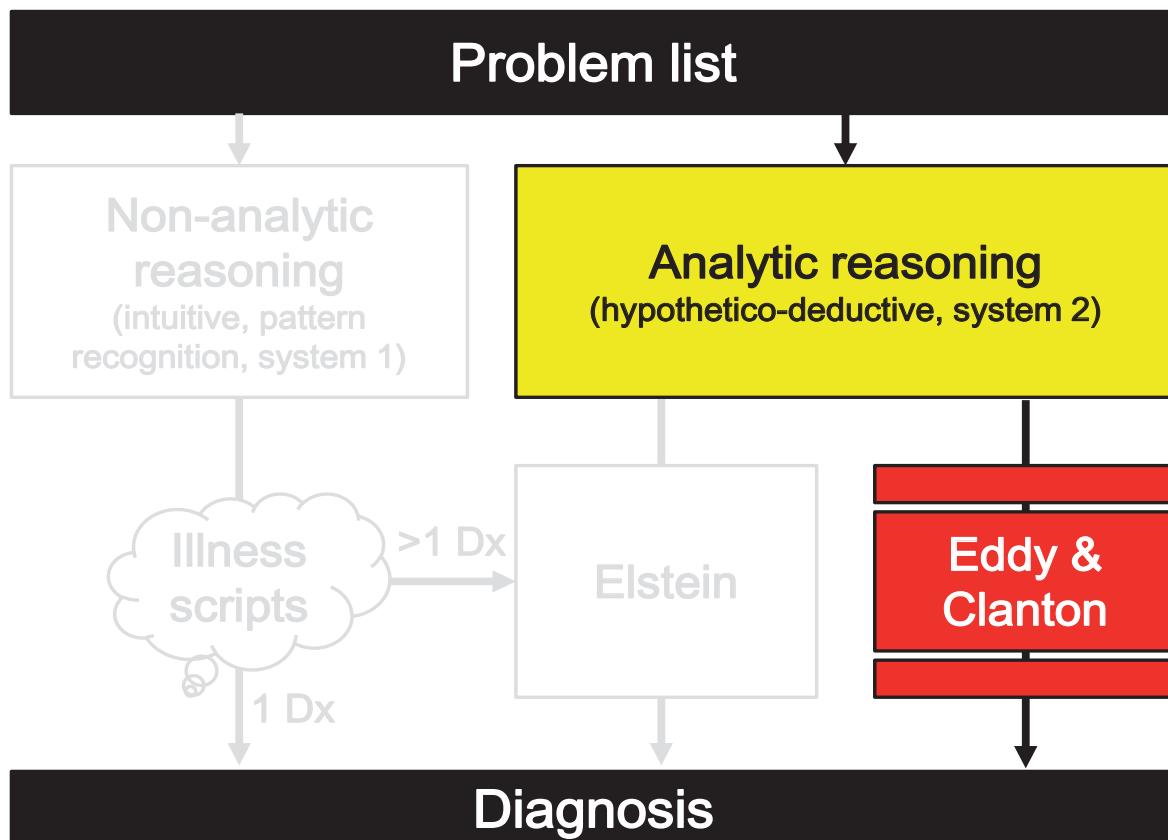 Problem list
Non-analytic
reasoning
(intuitive, pattern
recognition, system 1)
Analytic reasoning
(hypothetico-deductive, system 2)
Illness
scripts
>1 Dx
Elstein
Eddy &
Clanton
1 Dx
Diagnosis